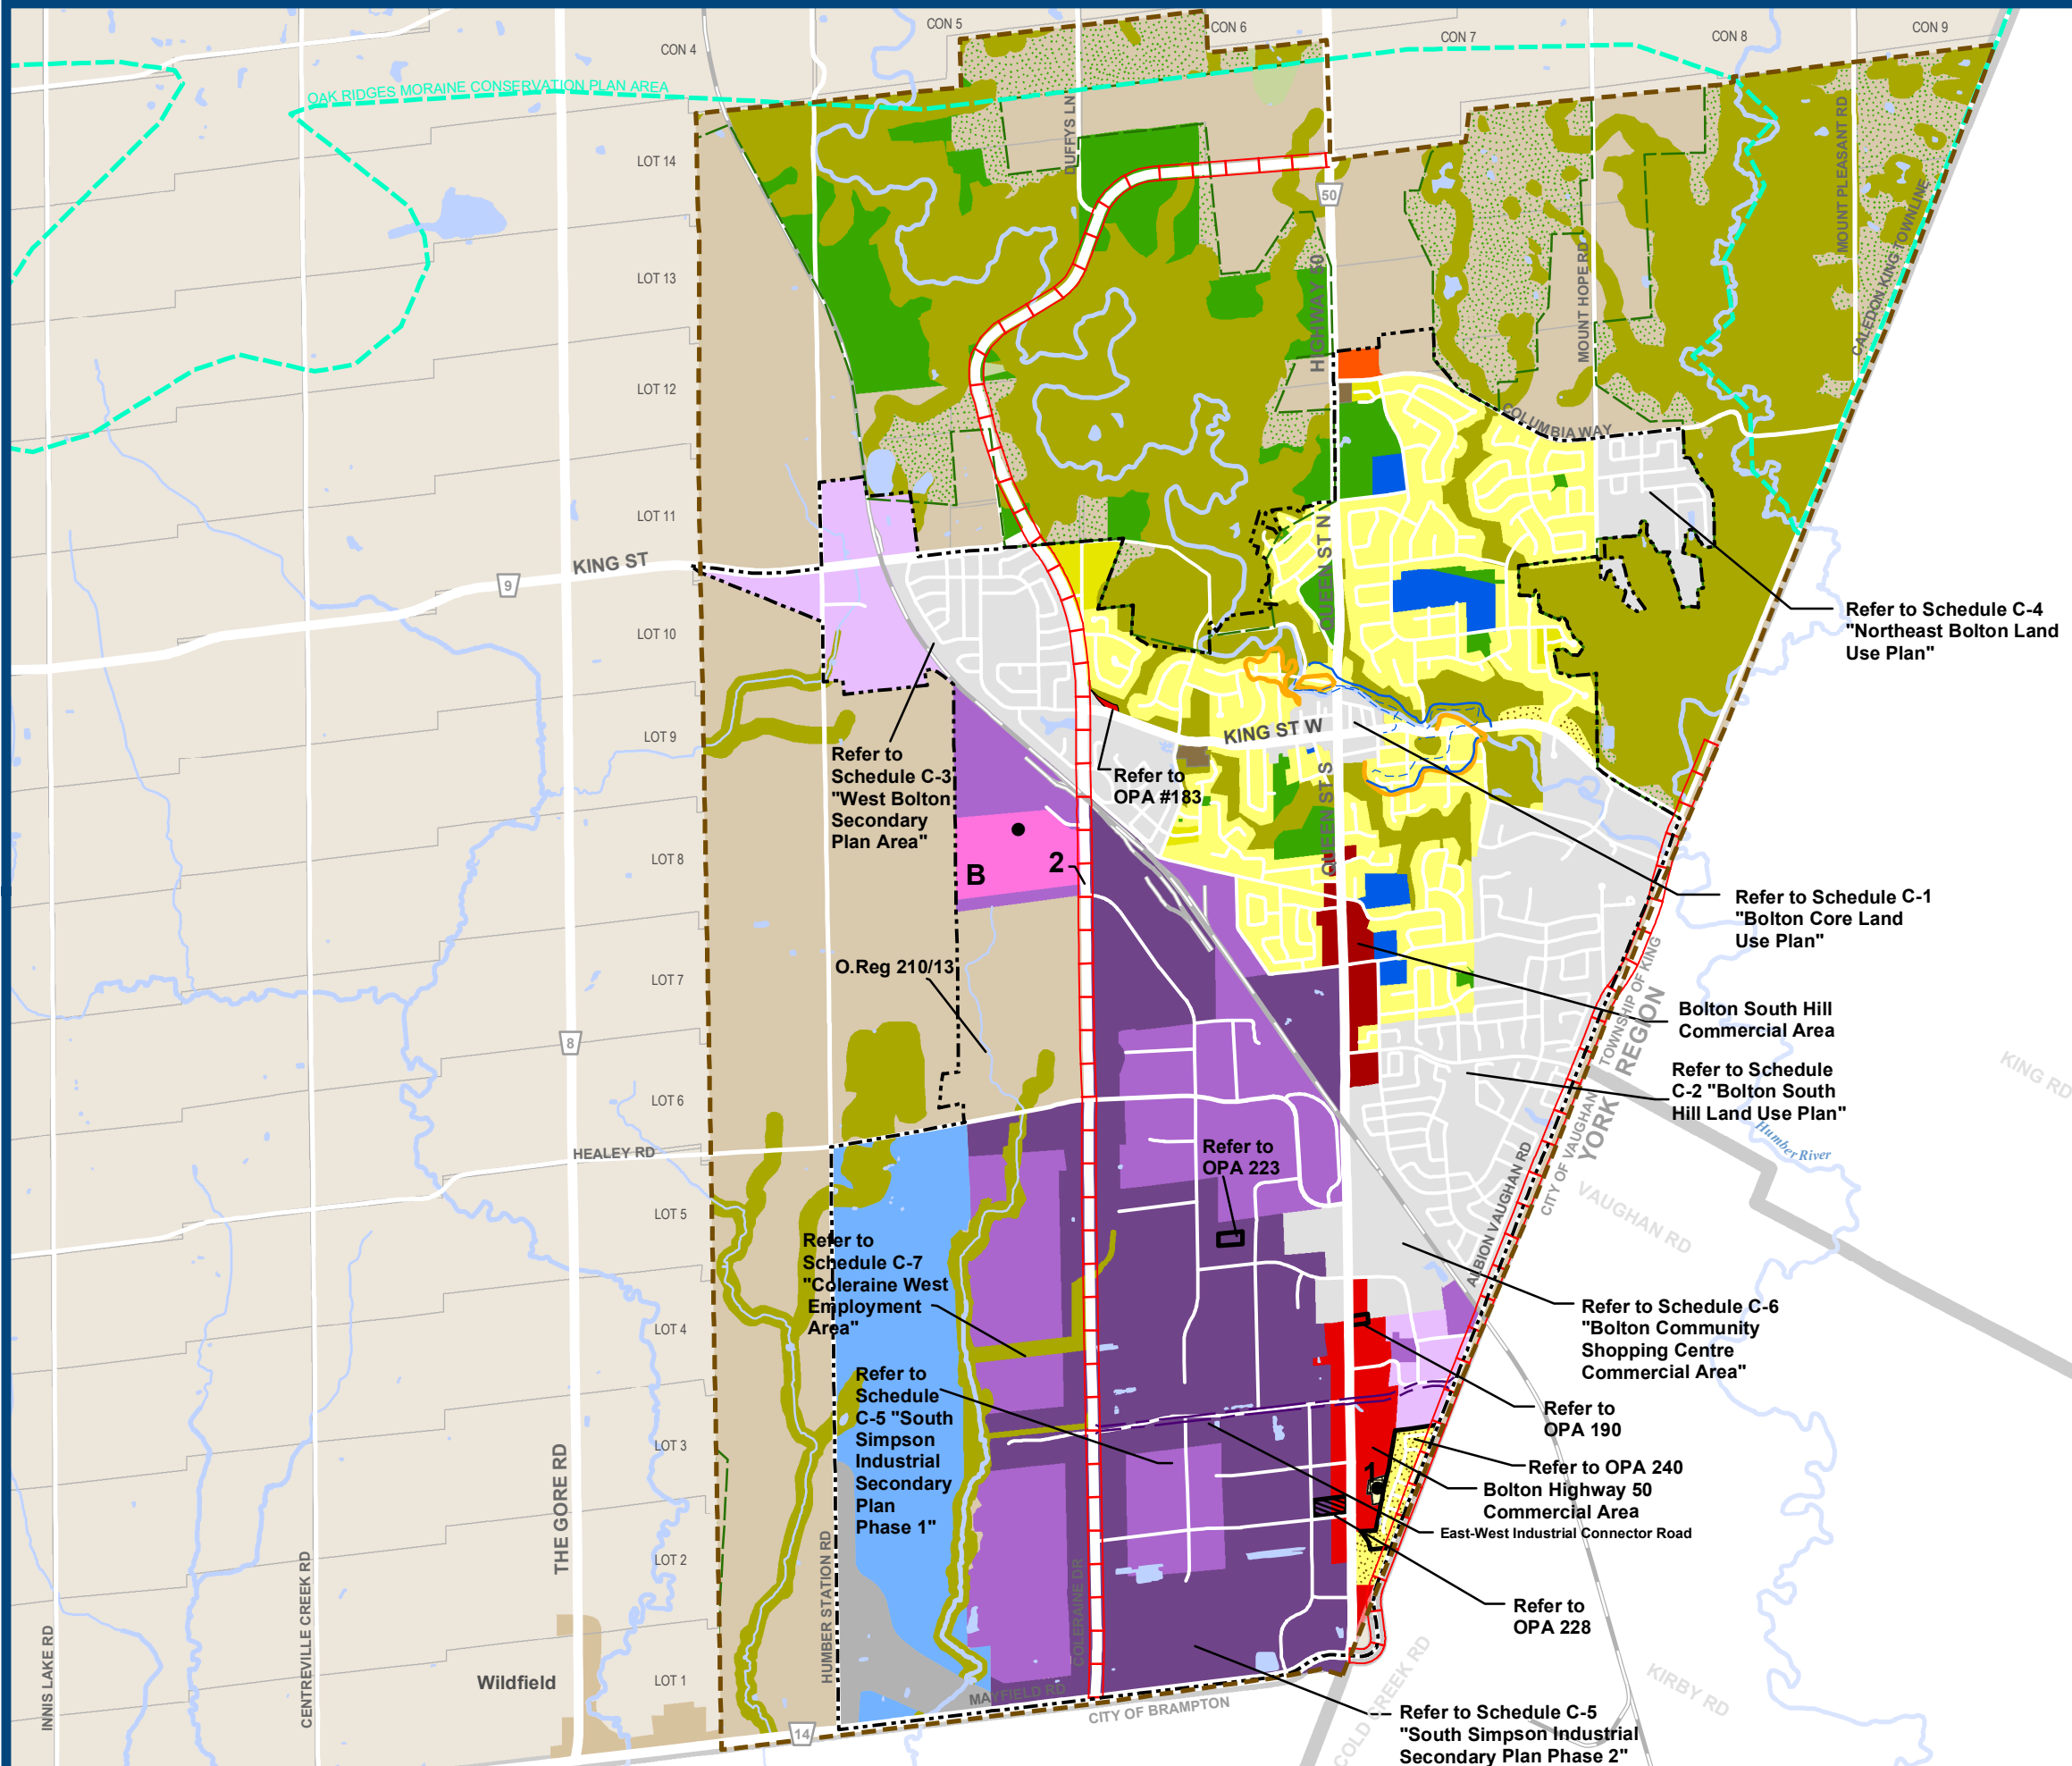 CON 4
CON 5
CON 6
CON 7
CON 8
CON 9
OAK RIDGES MORAINE CONSERVATION PLAN AREA
DUFFYS LN
MOUNT PLEASANT RD
LOT 14
50
CALEDON KING TOWNLINE
MOUNT HOPE RD
HIGHWAY 50
LOT 13
LOT 12
COLUMBIA WAY
LOT 11
KING ST
9
QUEEN ST N
Refer to Schedule C-4
"Northeast Bolton Land
Use Plan"
LOT 10
KING ST W
LOT 9
Refer to
Schedule C-3
"West Bolton
Secondary
Plan Area"
Refer to
OPA #183
QUEEN ST S
LOT 8
B
2
Refer to Schedule C-1
"Bolton Core Land
Use Plan"
O.Reg 210/13
LOT 7
TOWNSHIP OF KING
REGION
Bolton South Hill
Commercial Area
8
KING RD
Refer to Schedule
C-2 "Bolton South
Hill Land Use Plan"
LOT 6
CITY OF VAUGHAN
YORK
Humber River
HEALEY RD
Refer to
OPA 223
ALBION VAUGHAN RD
VAUGHAN RD
LOT 5
Refer to
Schedule C-7
"Coleraine West
Employment
Area"
LOT 4
Refer to Schedule C-6
"Bolton Community
Shopping Centre
Commercial Area"
Refer to
Schedule
C-5 "South
Simpson
Industrial
Secondary
Plan
Phase 1"
Refer to
OPA 190
LOT 3
THE GORE RD
1
Refer to OPA 240
Bolton Highway 50
Commercial Area
East-West Industrial Connector Road
LOT 2
HUMBER STATION RD
COLERAINE DR
CENTREVILLE CREEK RD
INNIS LAKE RD
Refer to
OPA 228
Wildfield
LOT 1
MAYFIELD RD
CITY OF BRAMPTON
14
COLD CREEK RD
KIRBY RD
Refer to Schedule C-5
"South Simpson Industrial
Secondary Plan Phase 2"